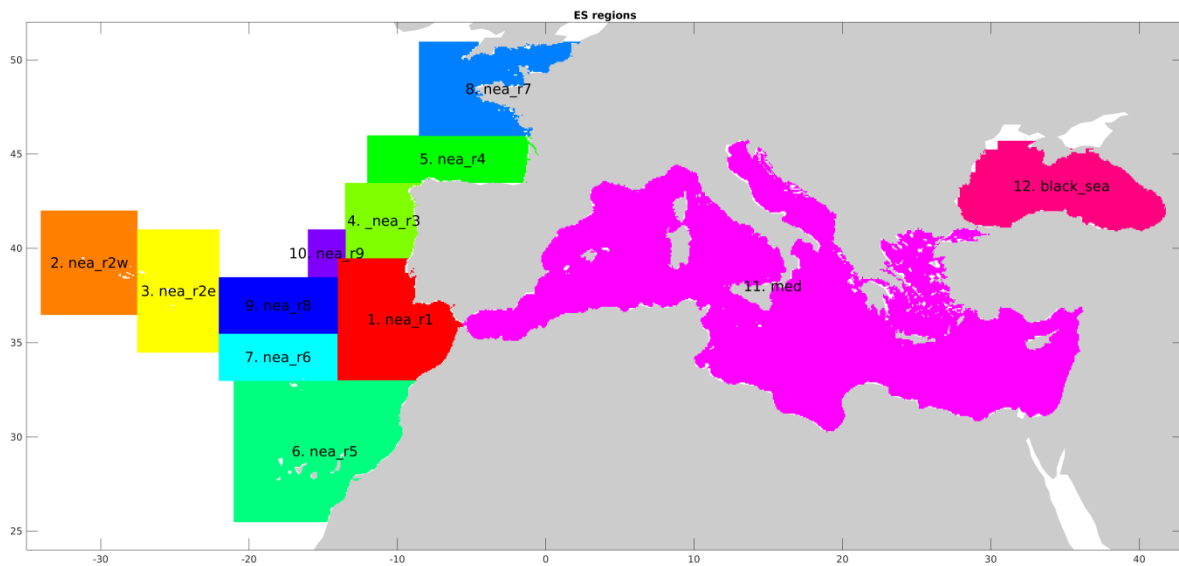 ES regions
50
45
40
35
30
25
8. nea_r7
5. nea_r4
12. black_sea
4. _nea_r3
10. nea_r9
2. nea_r2w
3. nea_r2e
11. med
9. nea_r8
1. nea_r1
7. nea_r6
6. nea_r5
-30
-20
-10
0
10
20
30
40